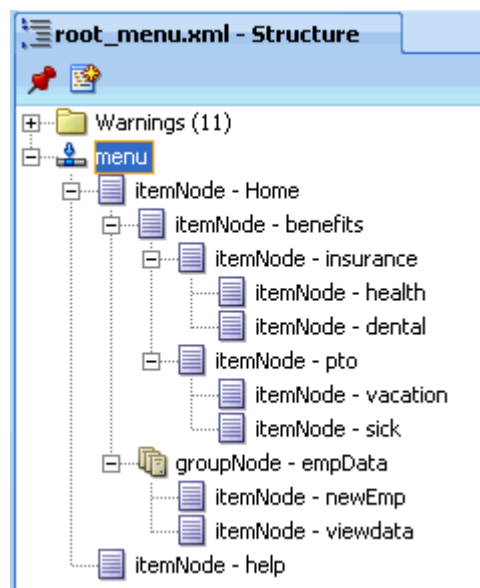 root_menu.xml - Structure
Warnings (11)
menu
itemNode - Home
itemNode - benefits
itemNode - insurance
itemNode - health
itemNode - dental
itemNode - pto
itemNode - vacation
itemNode - sick
groupNode - empData
itemNode - newEmp
itemNode - viewdata
itemNode - help